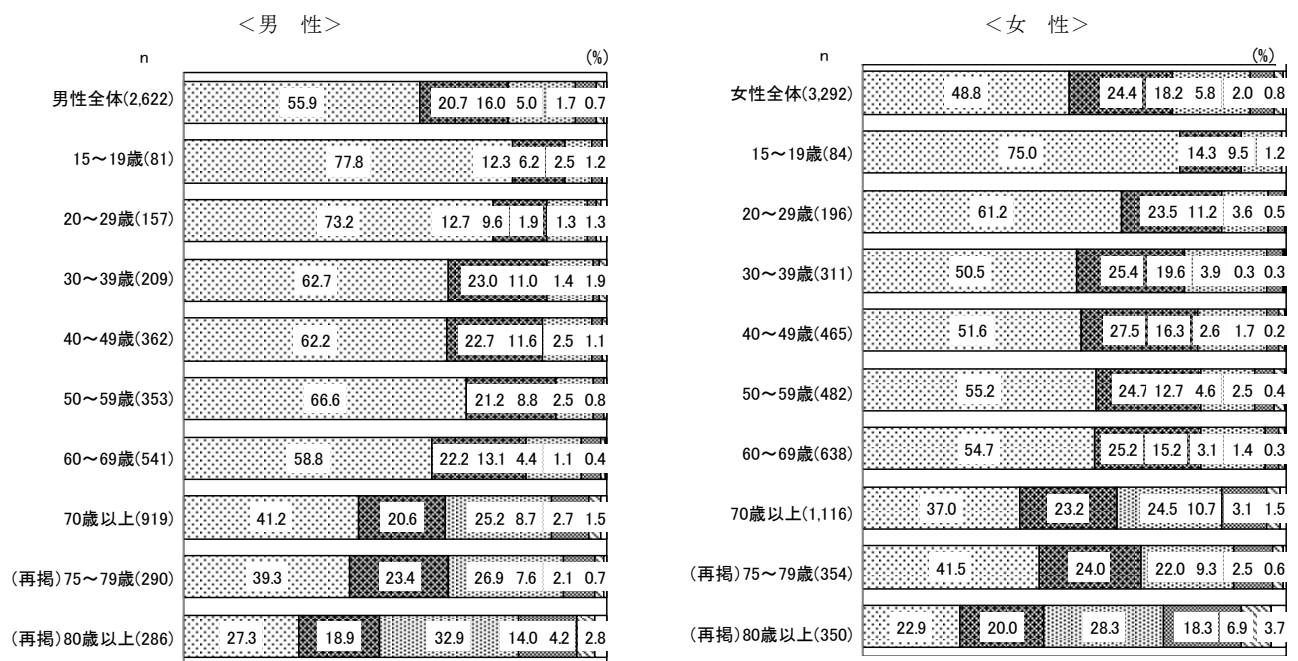 ＜男　性＞
n (%)
男性全体(2,622) 55.9 20.7 16.0 5.0 1.7 0.7
15～19歳(81) 77.8 12.3 6.2 2.5 1.2
20～29歳(157) 73.2 12.7 9.6 1.9 1.3 1.3
30～39歳(209) 62.7 23.0 11.0 1.4 1.9
40～49歳(362) 62.2 22.7 11.6 2.5 1.1
50～59歳(353) 66.6 21.2 8.8 2.5 0.8
60～69歳(541) 58.8 22.2 13.1 4.4 1.1 0.4
70歳以上(919) 41.2 20.6 25.2 8.7 2.7 1.5
(再掲)75～79歳(290) 39.3 23.4 26.9 7.6 2.1 0.7
(再掲)80歳以上(286) 27.3 18.9 32.9 14.0 4.2 2.8
＜女　性＞
n (%)
女性全体(3,292) 48.8 24.4 18.2 5.8 2.0 0.8
15～19歳(84) 75.0 14.3 9.5 1.2
20～29歳(196) 61.2 23.5 11.2 3.6 0.5
30～39歳(311) 50.5 25.4 19.6 3.9 0.3 0.3
40～49歳(465) 51.6 27.5 16.3 2.6 1.7 0.2
50～59歳(482) 55.2 24.7 12.7 4.6 2.5 0.4
60～69歳(638) 54.7 25.2 15.2 3.1 1.4 0.3
70歳以上(1,116) 37.0 23.2 24.5 10.7 3.1 1.5
(再掲)75～79歳(354) 41.5 24.0 22.0 9.3 2.5 0.6
(再掲)80歳以上(350) 22.9 20.0 28.3 18.3 6.9 3.7